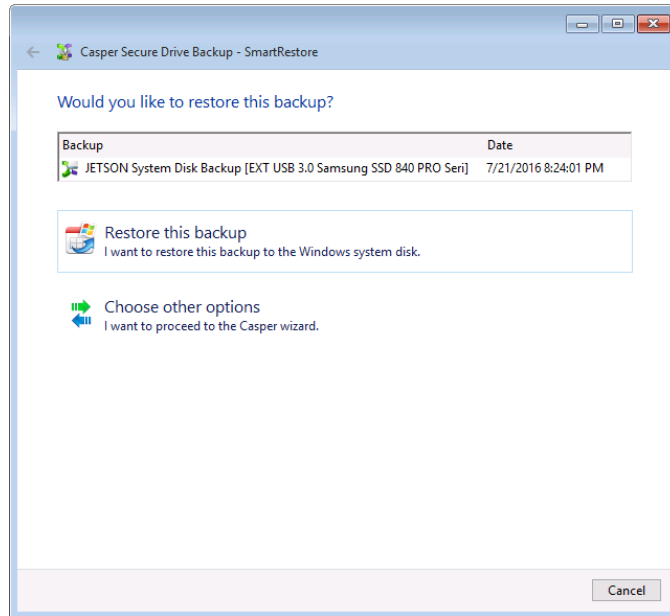 Casper Secure Drive Backup - SmartRestore
Would you like to restore this backup?
Backup Date
JETSON System Disk Backup [EXT USB 3.0 Samsung SSD 840 PRO Seri] 7/21/2016 8:24:01 PM
Restore this backup
I want to restore this backup to the Windows system disk.
Choose other options
I want to proceed to the Casper wizard.
Cancel